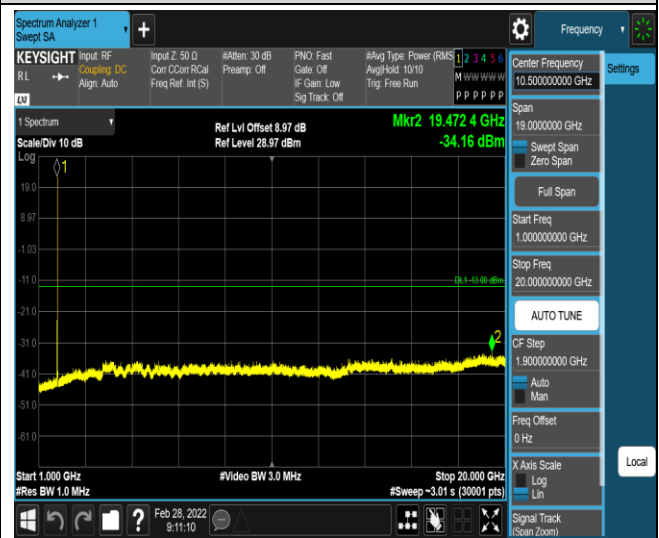 Spectrum Analyzer 1
Swept SA
Frequency
KEYSIGHT
Input: RF
Input Z: 50 Ω
#Atten: 30 dB
PNO: Fast
#Avg Type: Power (RMS
1 2 3 4 5 6
RL
Coupling: DC
Corr CCorr RCal
Preamp: Off
Gate: Off
Avg|Hold: 10/10
M W W W W W
Align: Auto
Freq Ref: Int (S)
IF Gain: Low
Trig: Free Run
Sig Track: Off
P P P P P P
LXI
1 Spectrum
Ref Lvl Offset 8.97 dB
Mkr2 19.472 4 GHz
Scale/Div 10 dB
Ref Level 28.97 dBm
-34.16 dBm
Log
1
19.0
8.97
-1.03
-11.0
DL1 -13.00 dBm
-21.0
2
-31.0
-41.0
-51.0
-61.0
Start 1.000 GHz
#Video BW 3.0 MHz
Stop 20.000 GHz
#Res BW 1.0 MHz
#Sweep ~3.01 s (30001 pts)
Center Frequency
10.500000000 GHz
Settings
Span
19.0000000 GHz
Swept Span
Zero Span
Full Span
Start Freq
1.000000000 GHz
Stop Freq
20.000000000 GHz
AUTO TUNE
CF Step
1.900000000 GHz
Auto
Man
Freq Offset
0 Hz
X Axis Scale
Log
Lin
Local
Signal Track
(Span Zoom)
?
Feb 28, 2022
9:11:10